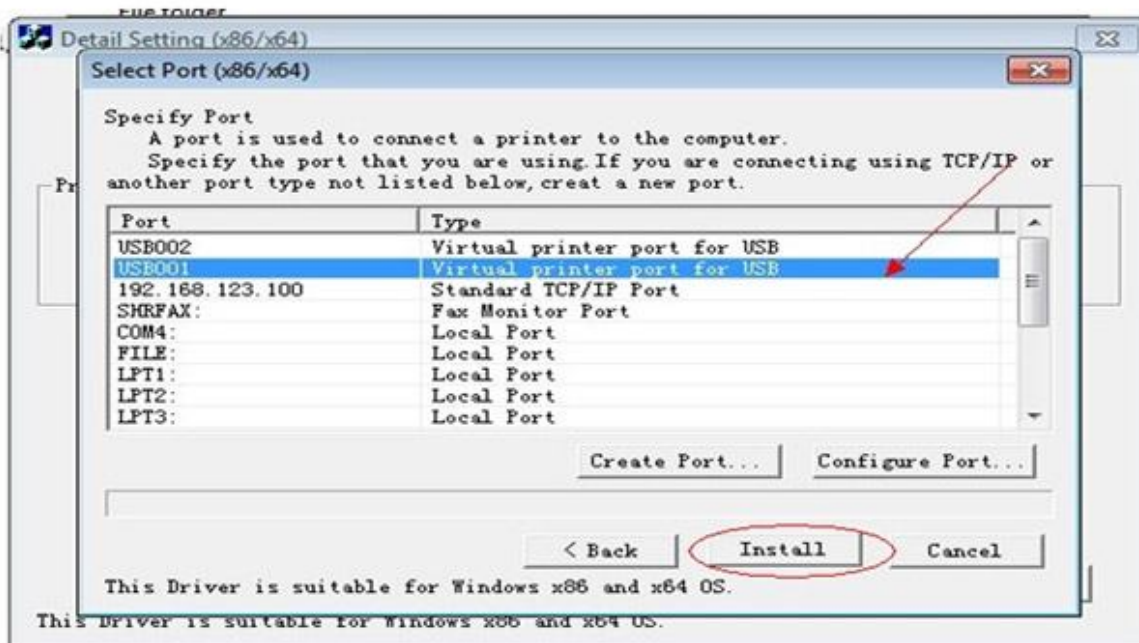 File folder
Detail Setting (x86/x64)
Select Port (x86/x64)
Specify Port
A port is used to connect a printer to the computer.
Specify the port that you are using.If you are connecting using TCP/IP or
another port type not listed below,creat a new port.
Pr
Port Type
USB002 Virtual printer port for USB
USB001 Virtual printer port for USB
192.168.123.100 Standard TCP/IP Port
SHRFAX: Fax Monitor Port
COM4: Local Port
FILE: Local Port
LPT1: Local Port
LPT2: Local Port
LPT3: Local Port
Create Port... Configure Port...
< Back Install Cancel
This Driver is suitable for Windows x86 and x64 OS.
This Driver is suitable for Windows x86 and x64 OS.